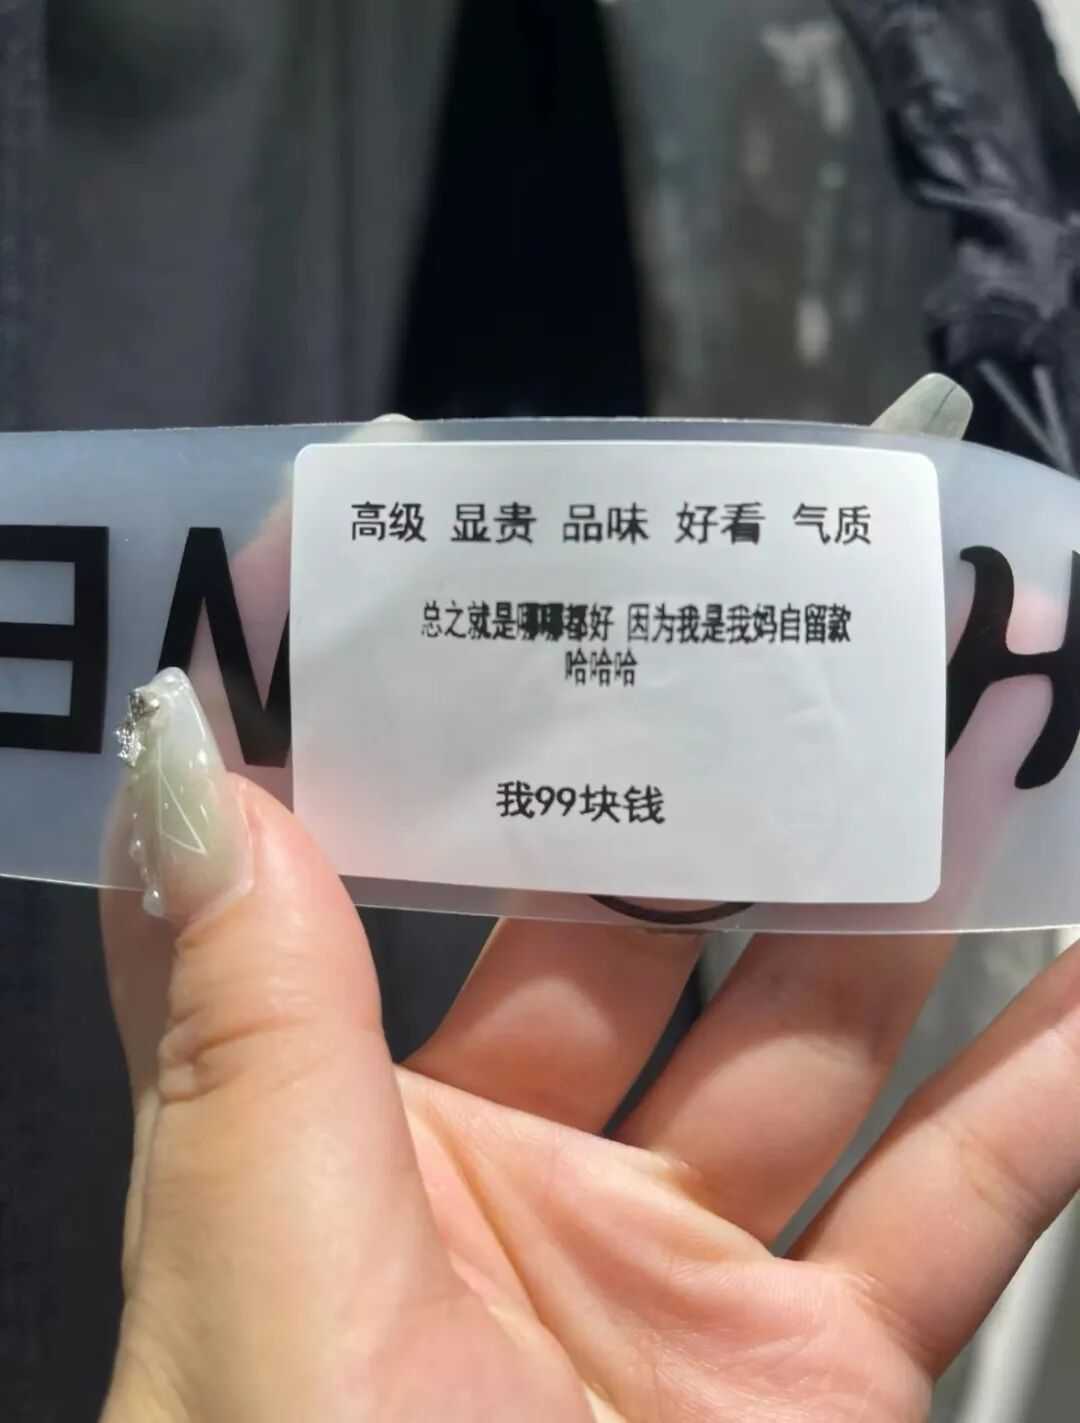 高级 显贵 品味 好看 气质
总之就是哪哪都好 因为我是我妈自留款
哈哈哈
我99块钱